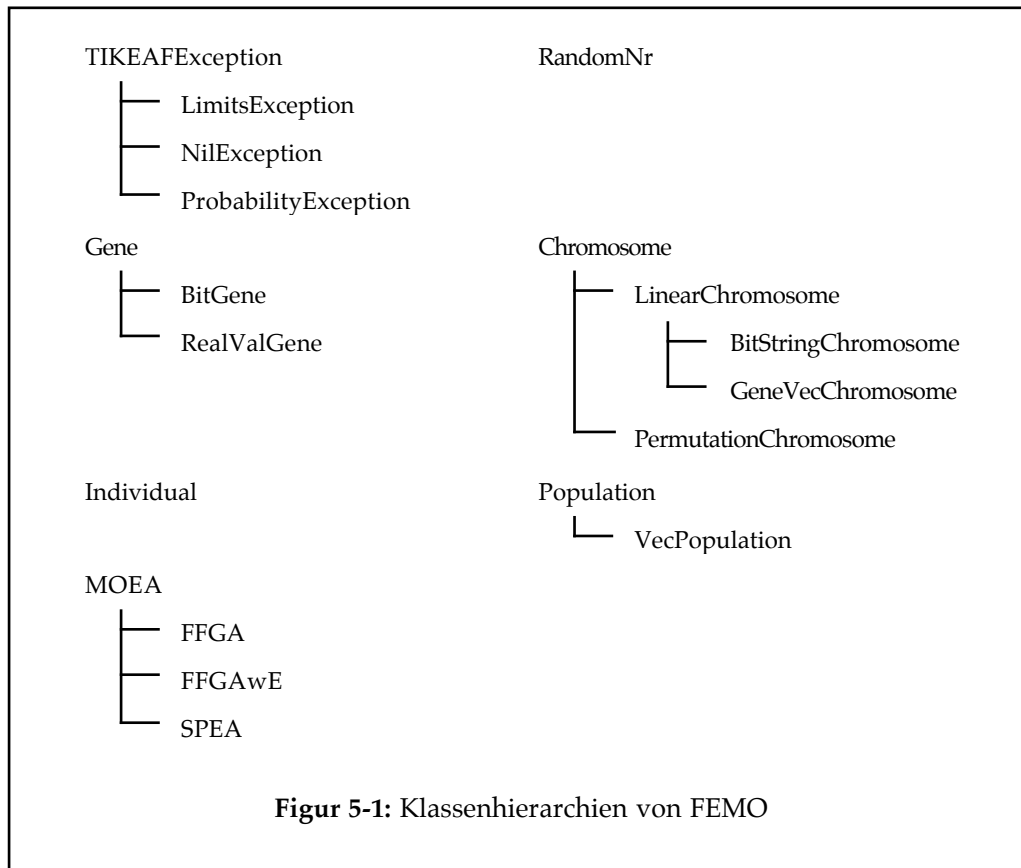 TIKEAFException
LimitsException
NilException
ProbabilityException
RandomNr
Gene
BitGene
RealValGene
Chromosome
LinearChromosome
BitStringChromosome
GeneVecChromosome
PermutationChromosome
Individual
Population
VecPopulation
MOEA
FFGA
FFGAwE
SPEA
Figur 5-1: Klassenhierarchien von FEMO